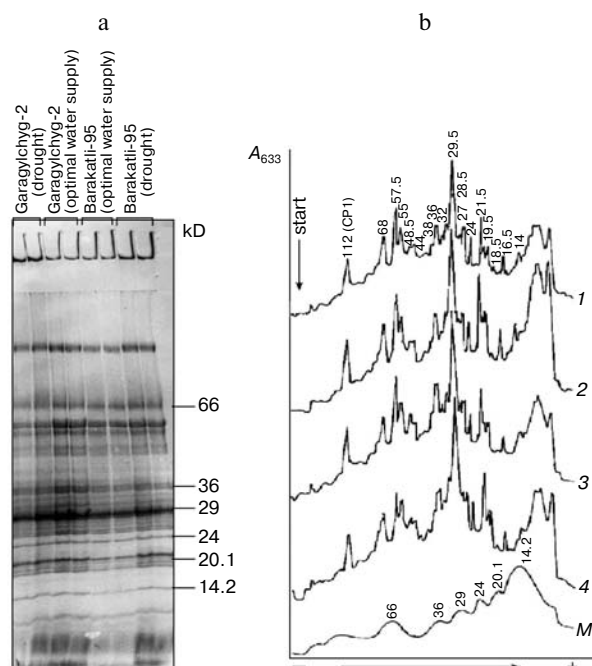 a
b
Garagylchyg-2
(drought)
Garagylchyg-2
(optimal water supply)
Barakatli-95
(optimal water supply)
Barakatli-95
(drought)
kD
66
36
29
24
20.1
14.2
A633
start
112 (CP1)
68
57.5
55
48.5
44
38
36
32
29.5
28.5
27
24
21.5
19.5
18.5
16.5
14
1
2
3
4
66
36
29
24
20.1
14.2
M
–
+